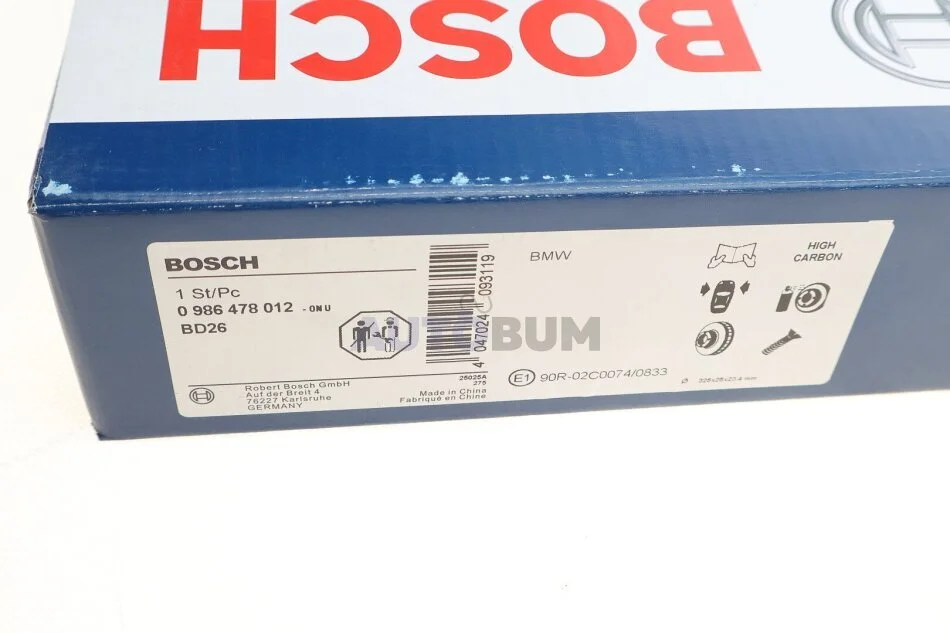 BOSCH
BOSCH
1 St/Pc
0 986 478 012 - 0N U
BD26
4 047024 093119
BMW
HIGH
CARBON
AUTOBUM
Robert Bosch GmbH
Auf der Breit 4
76227 Karlsruhe
GERMANY
25025A
275
Made in China
Fabriqué en Chine
E1 90R-02C0074/0833